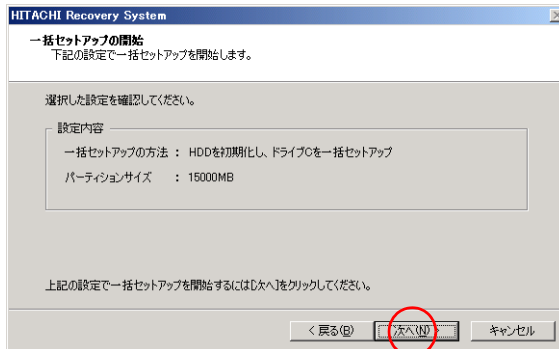 HITACHI Recovery System
一括セットアップの開始
下記の設定で一括セットアップを開始します。
選択した設定を確認してください。
設定内容
一括セットアップの方法 : HDDを初期化し、ドライブCを一括セットアップ
パーティションサイズ : 15000MB
上記の設定で一括セットアップを開始するには[次へ]をクリックしてください。
< 戻る(B) 次へ(N) > キャンセル